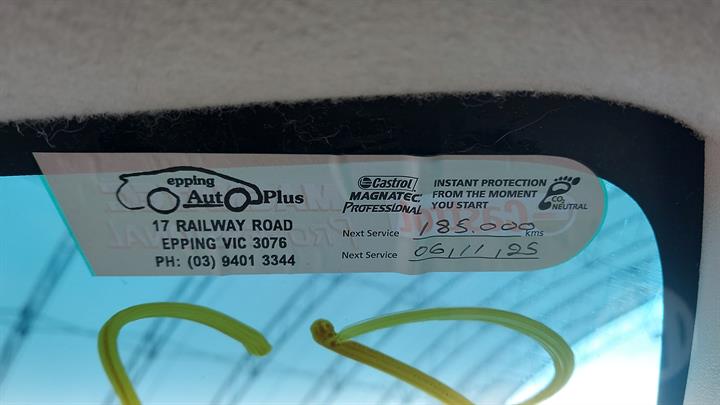 epping
Auto Plus
17 RAILWAY ROAD
EPPING VIC 3076
PH: (03) 9401 3344
Castrol
MAGNATEC
PROFESSIONAL
INSTANT PROTECTION
FROM THE MOMENT
YOU START
CO2
NEUTRAL
Next Service 185.000 kms
Next Service 06,11,25